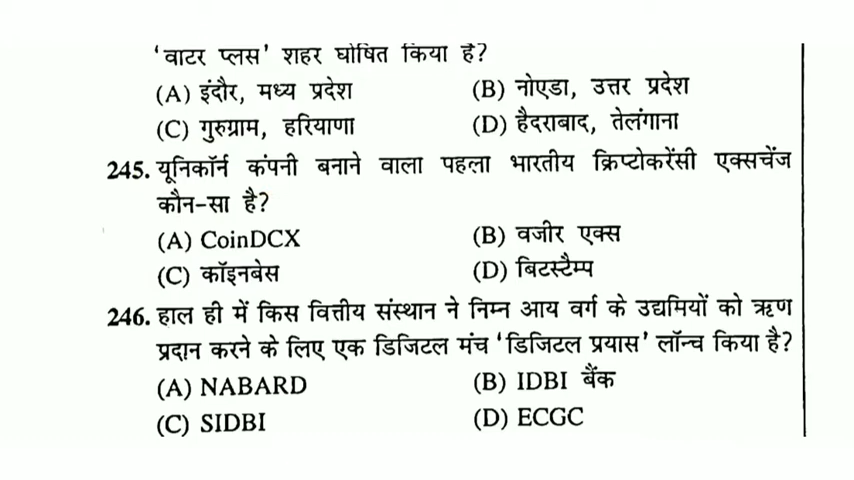 ‘वाटर प्लस’ शहर घोषित किया है?
(A) इंदौर, मध्य प्रदेश (B) नोएडा, उत्तर प्रदेश
(C) गुरुग्राम, हरियाणा (D) हैदराबाद, तेलंगाना
245. यूनिकॉर्न कंपनी बनाने वाला पहला भारतीय क्रिप्टोकरेंसी एक्सचेंज
कौन-सा है?
(A) CoinDCX (B) वजीर एक्स
(C) कॉइनबेस (D) बिटस्टैम्प
246. हाल ही में किस वित्तीय संस्थान ने निम्न आय वर्ग के उद्यमियों को ऋण
प्रदान करने के लिए एक डिजिटल मंच ‘डिजिटल प्रयास’ लॉन्च किया है?
(A) NABARD (B) IDBI बैंक
(C) SIDBI (D) ECGC